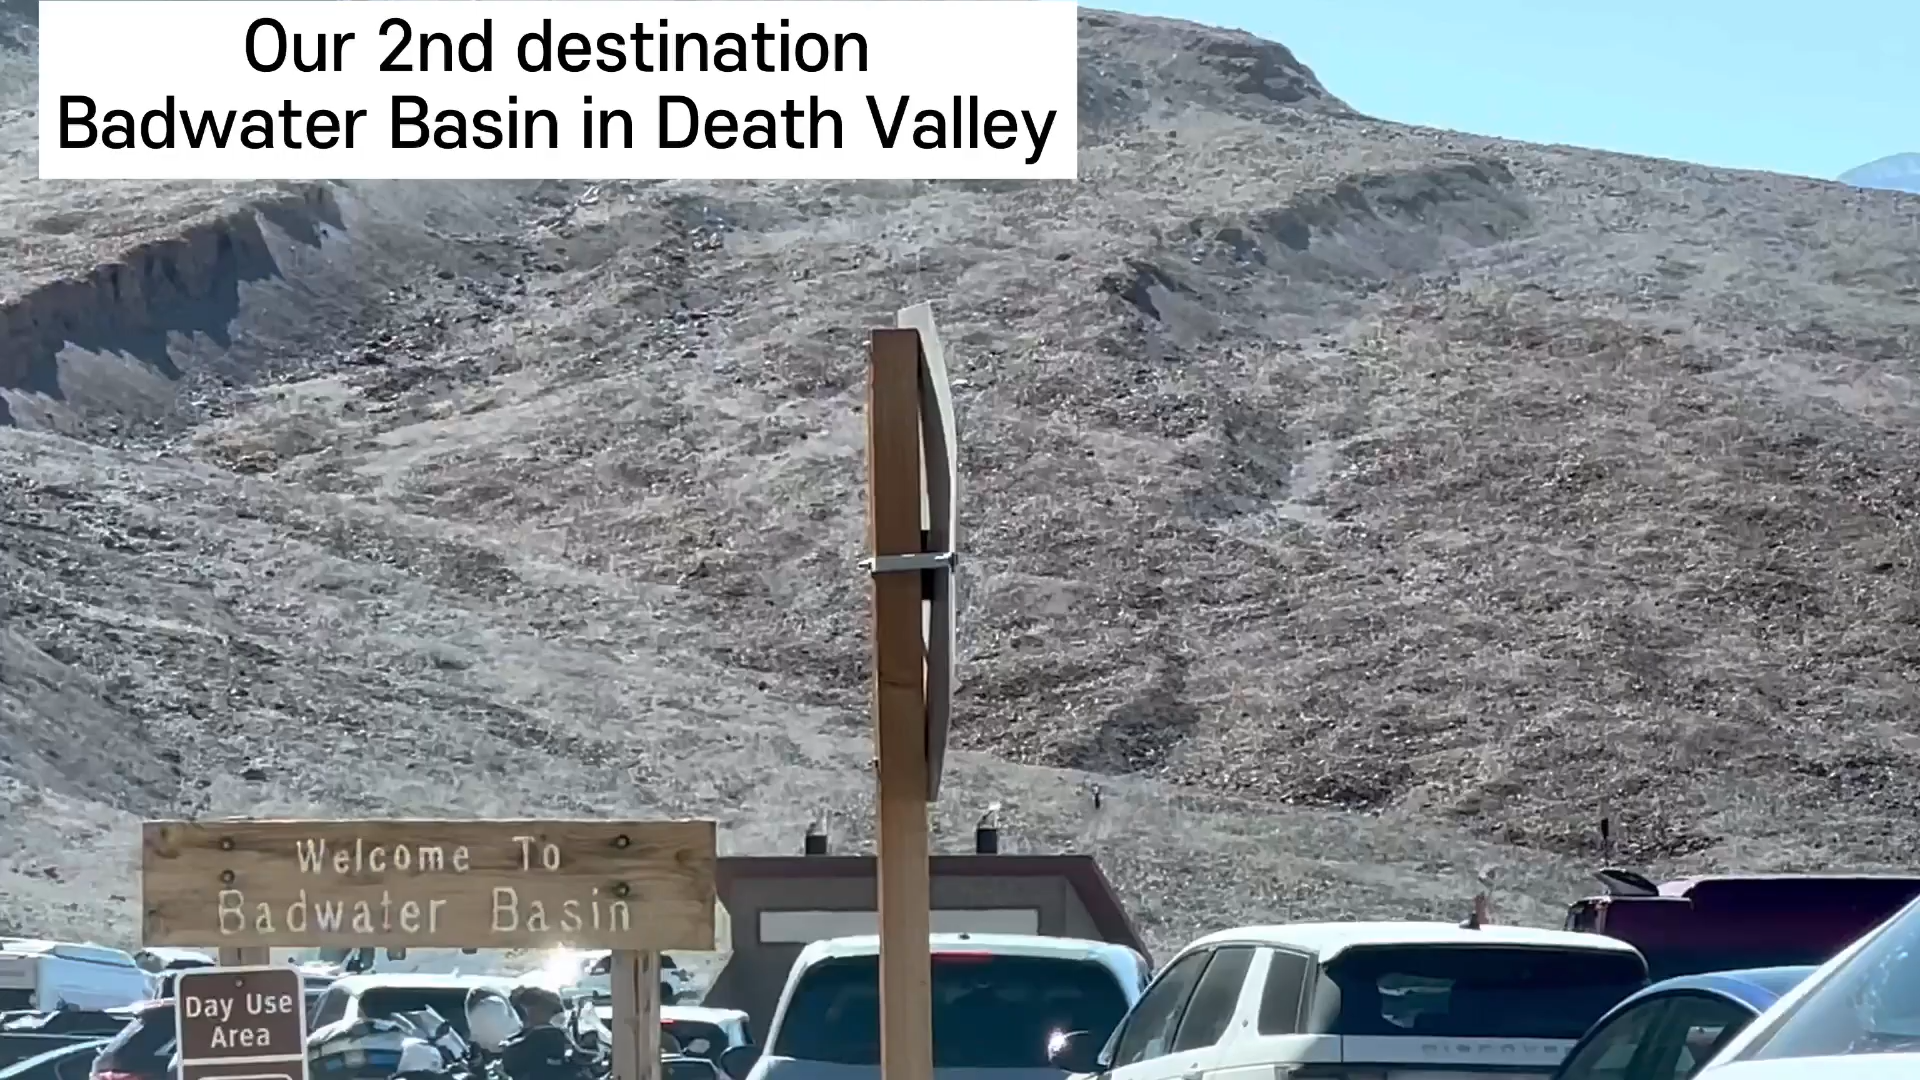 Our 2nd destination
Badwater Basin in Death Valley
Welcome To
Badwater Basin
Day Use
Area